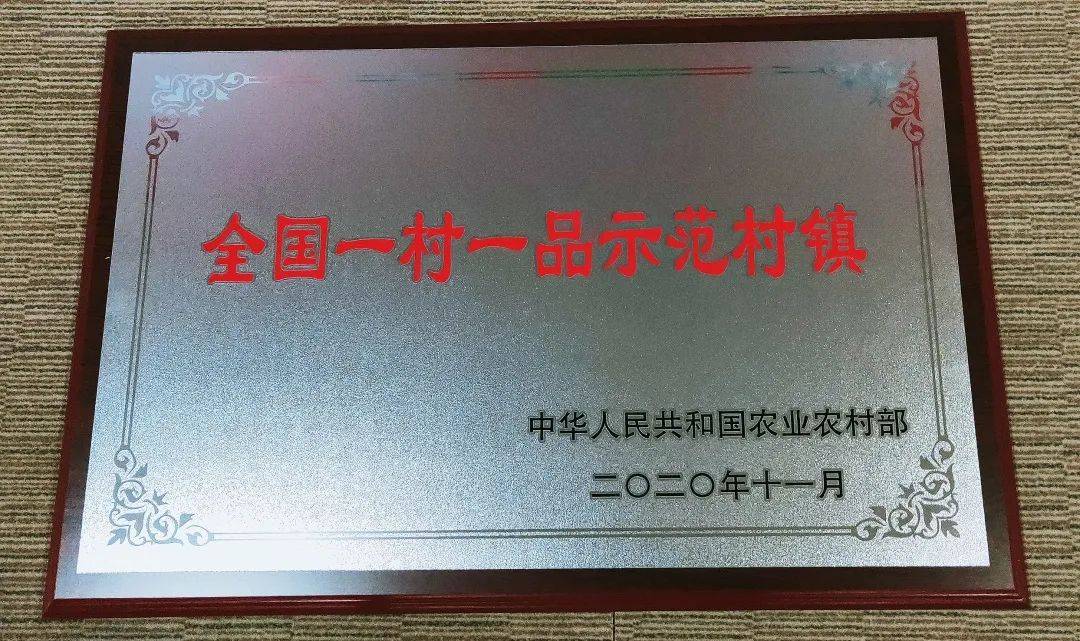 全国一村一品示范村镇
中华人民共和国农业农村部
二〇二〇年十一月